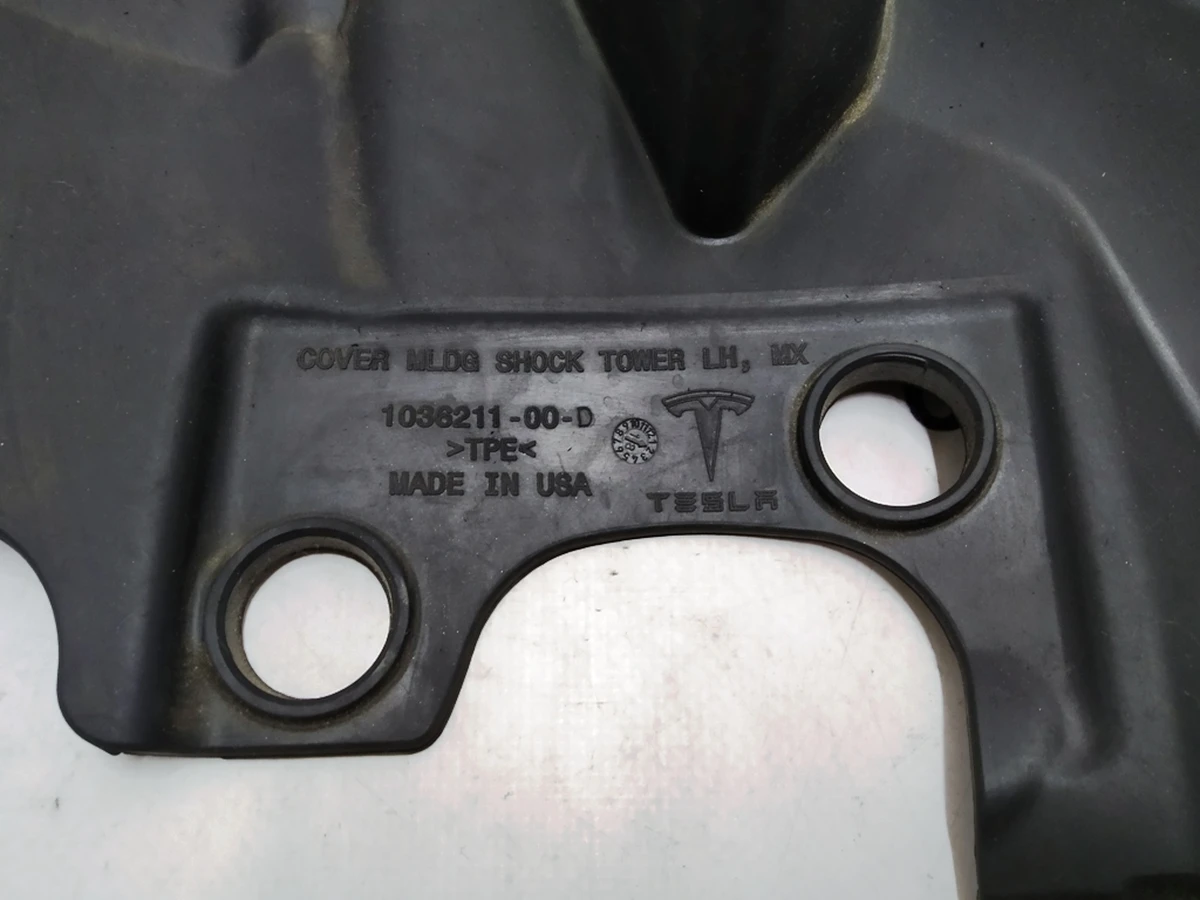 COVER MLDG SHOCK TOWER LH, MX
1036211-00-D
>TPE<
MADE IN USA
TESLA